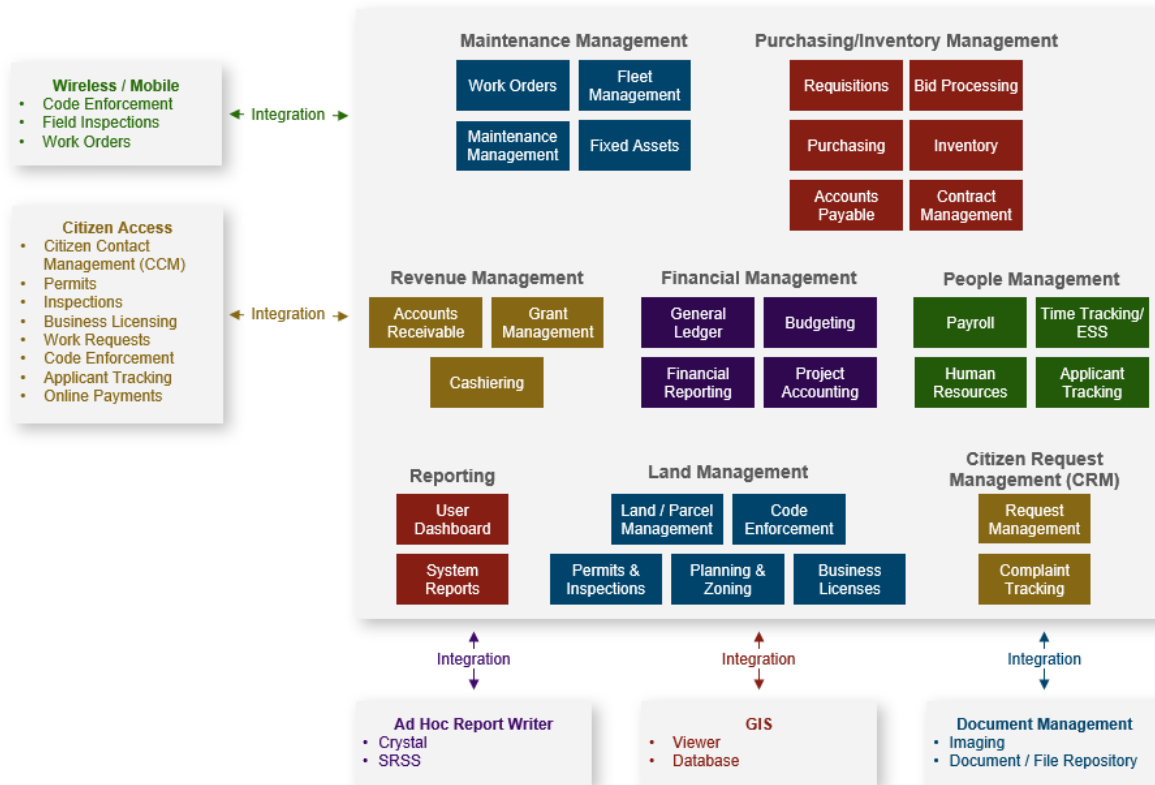 Maintenance Management
Work Orders
Fleet
Management
Maintenance
Management
Fixed Assets
Purchasing/Inventory Management
Requisitions
Bid Processing
Purchasing
Inventory
Accounts
Payable
Contract
Management
Wireless / Mobile
• Code Enforcement
• Field Inspections
• Work Orders
Integration
Citizen Access
• Citizen Contact
Management (CCM)
• Permits
• Inspections
• Business Licensing
• Work Requests
• Code Enforcement
• Applicant Tracking
• Online Payments
Integration
Revenue Management
Accounts
Receivable
Grant
Management
Cashiering
Financial Management
General
Ledger
Budgeting
Financial
Reporting
Project
Accounting
People Management
Payroll
Time Tracking/
ESS
Human
Resources
Applicant
Tracking
Reporting
User
Dashboard
System
Reports
Land Management
Land / Parcel
Management
Code
Enforcement
Permits &
Inspections
Planning &
Zoning
Business
Licenses
Citizen Request
Management (CRM)
Request
Management
Complaint
Tracking
Integration
Integration
Integration
Ad Hoc Report Writer
• Crystal
• SRSS
GIS
• Viewer
• Database
Document Management
• Imaging
• Document / File Repository